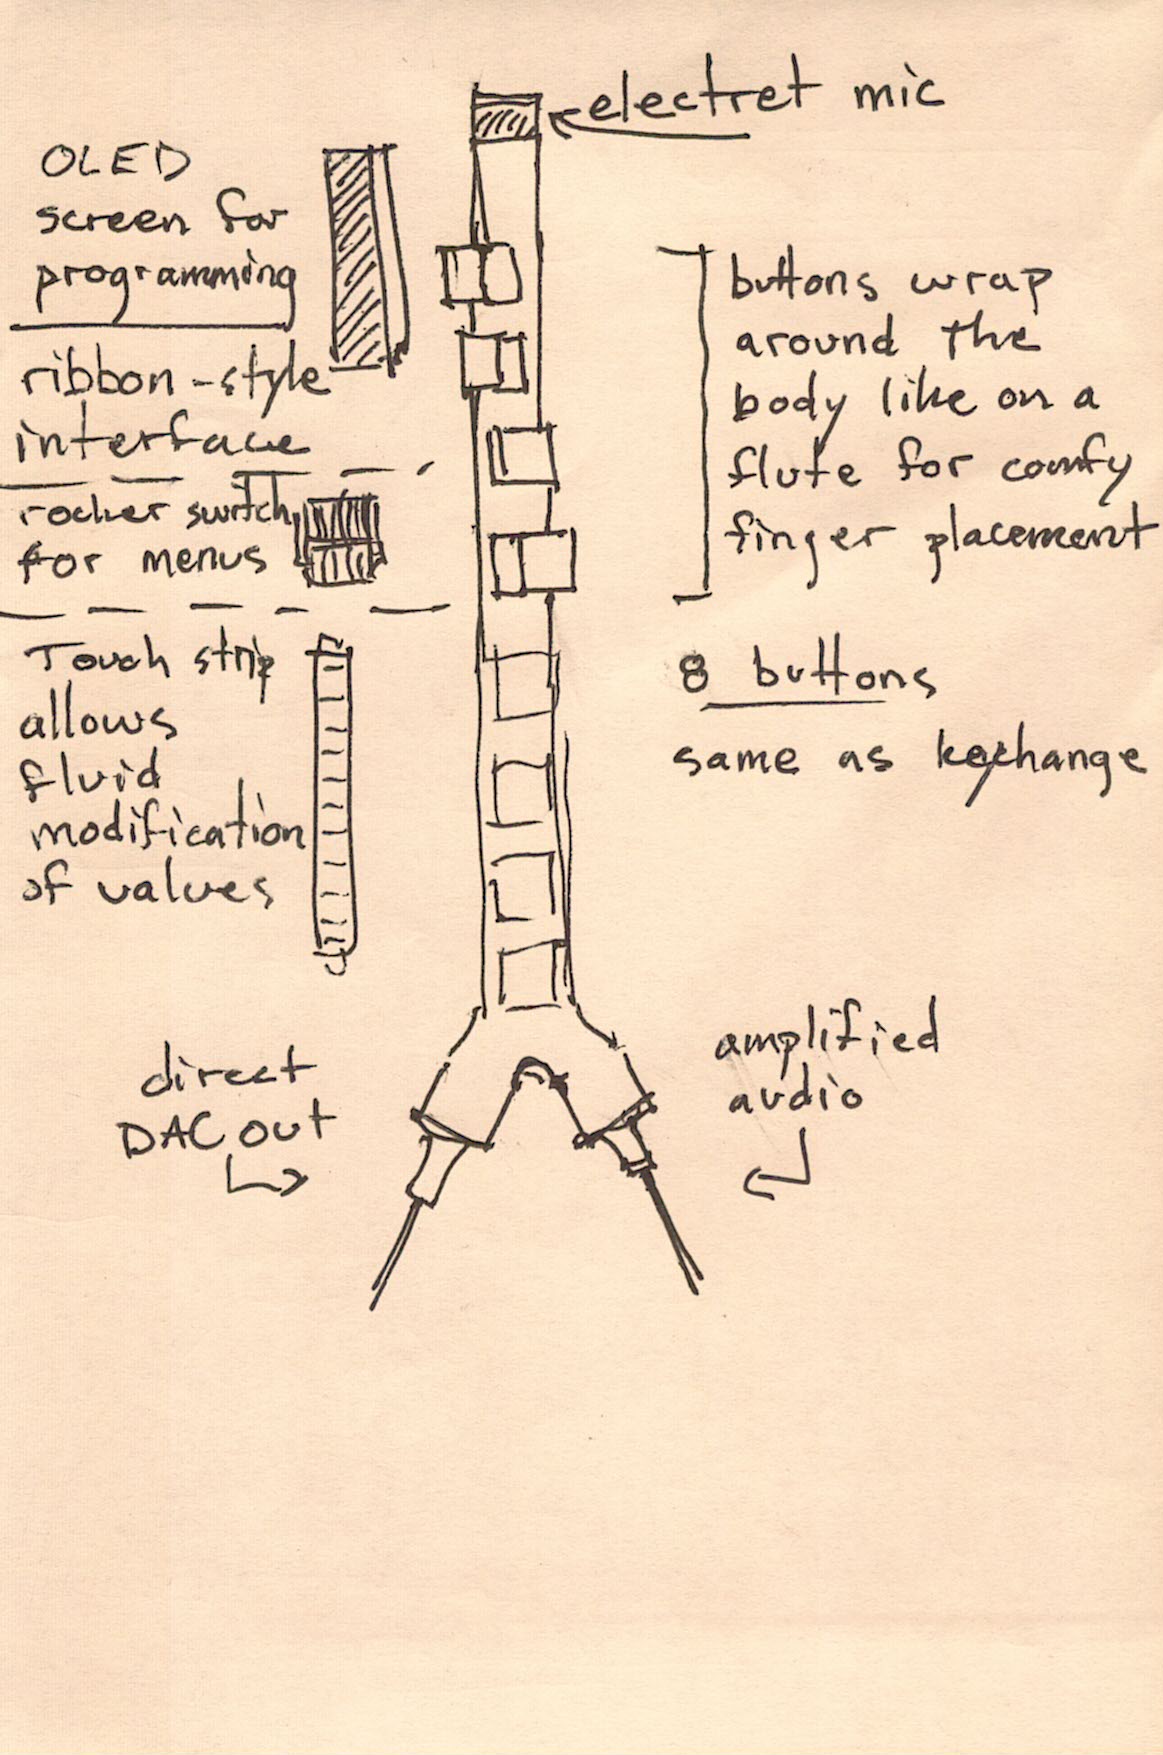 electret mic
OLED
screen for
programming
ribbon-style
interface
rocker switch
for menus
Touch strip
allows
fluid
modification
of values
buttons wrap
around the
body like on a
flute for comfy
finger placement
8 buttons
same as keychange
direct
DAC out
amplified
audio